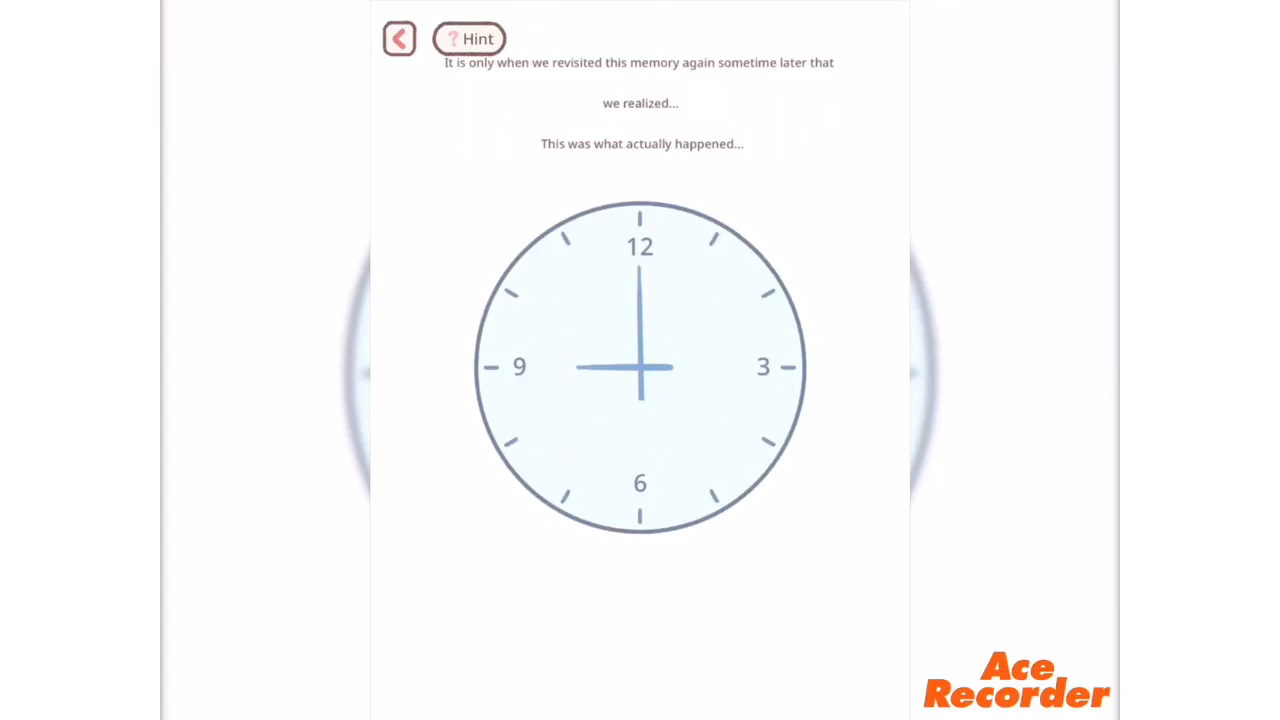 ? Hint
It is only when we revisited this memory again sometime later that
we realized...
This was what actually happened...
12
9
3
6
Ace
Recorder